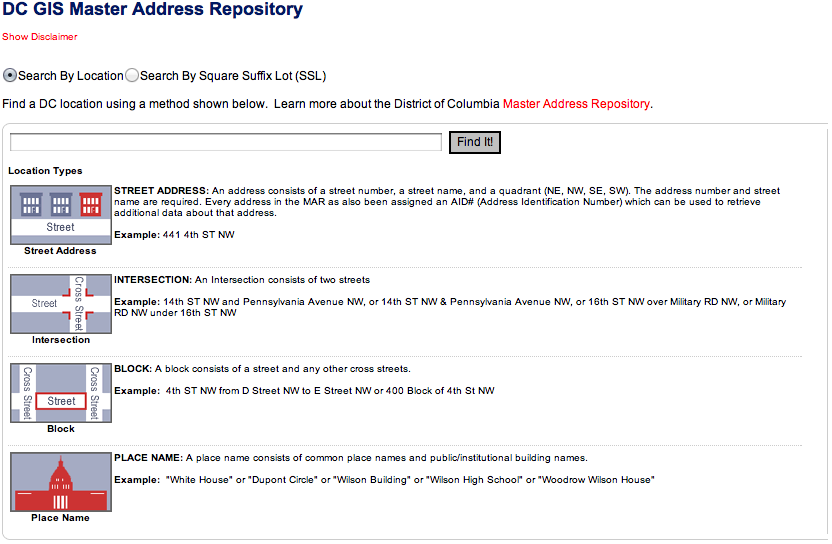 DC GIS Master Address Repository
Show Disclaimer
Search By Location Search By Square Suffix Lot (SSL)
Find a DC location using a method shown below. Learn more about the District of Columbia Master Address Repository.
Find It!
Location Types
STREET ADDRESS: An address consists of a street number, a street name, and a quadrant (NE, NW, SE, SW). The address number and street
name are required. Every address in the MAR as also been assigned an AID# (Address Identification Number) which can be used to retrieve
additional data about that address.
Example: 441 4th ST NW
Street
Street Address
INTERSECTION: An Intersection consists of two streets
Example: 14th ST NW and Pennsylvania Avenue NW, or 14th ST NW & Pennsylvania Avenue NW, or 16th ST NW over Military RD NW, or Military
RD NW under 16th ST NW
Street
Cross Street
Intersection
BLOCK: A block consists of a street and any other cross streets.
Example: 4th ST NW from D Street NW to E Street NW or 400 Block of 4th St NW
Cross Street
Street
Cross Street
Block
PLACE NAME: A place name consists of common place names and public/institutional building names.
Example: "White House" or "Dupont Circle" or "Wilson Building" or "Wilson High School" or "Woodrow Wilson House"
Place Name